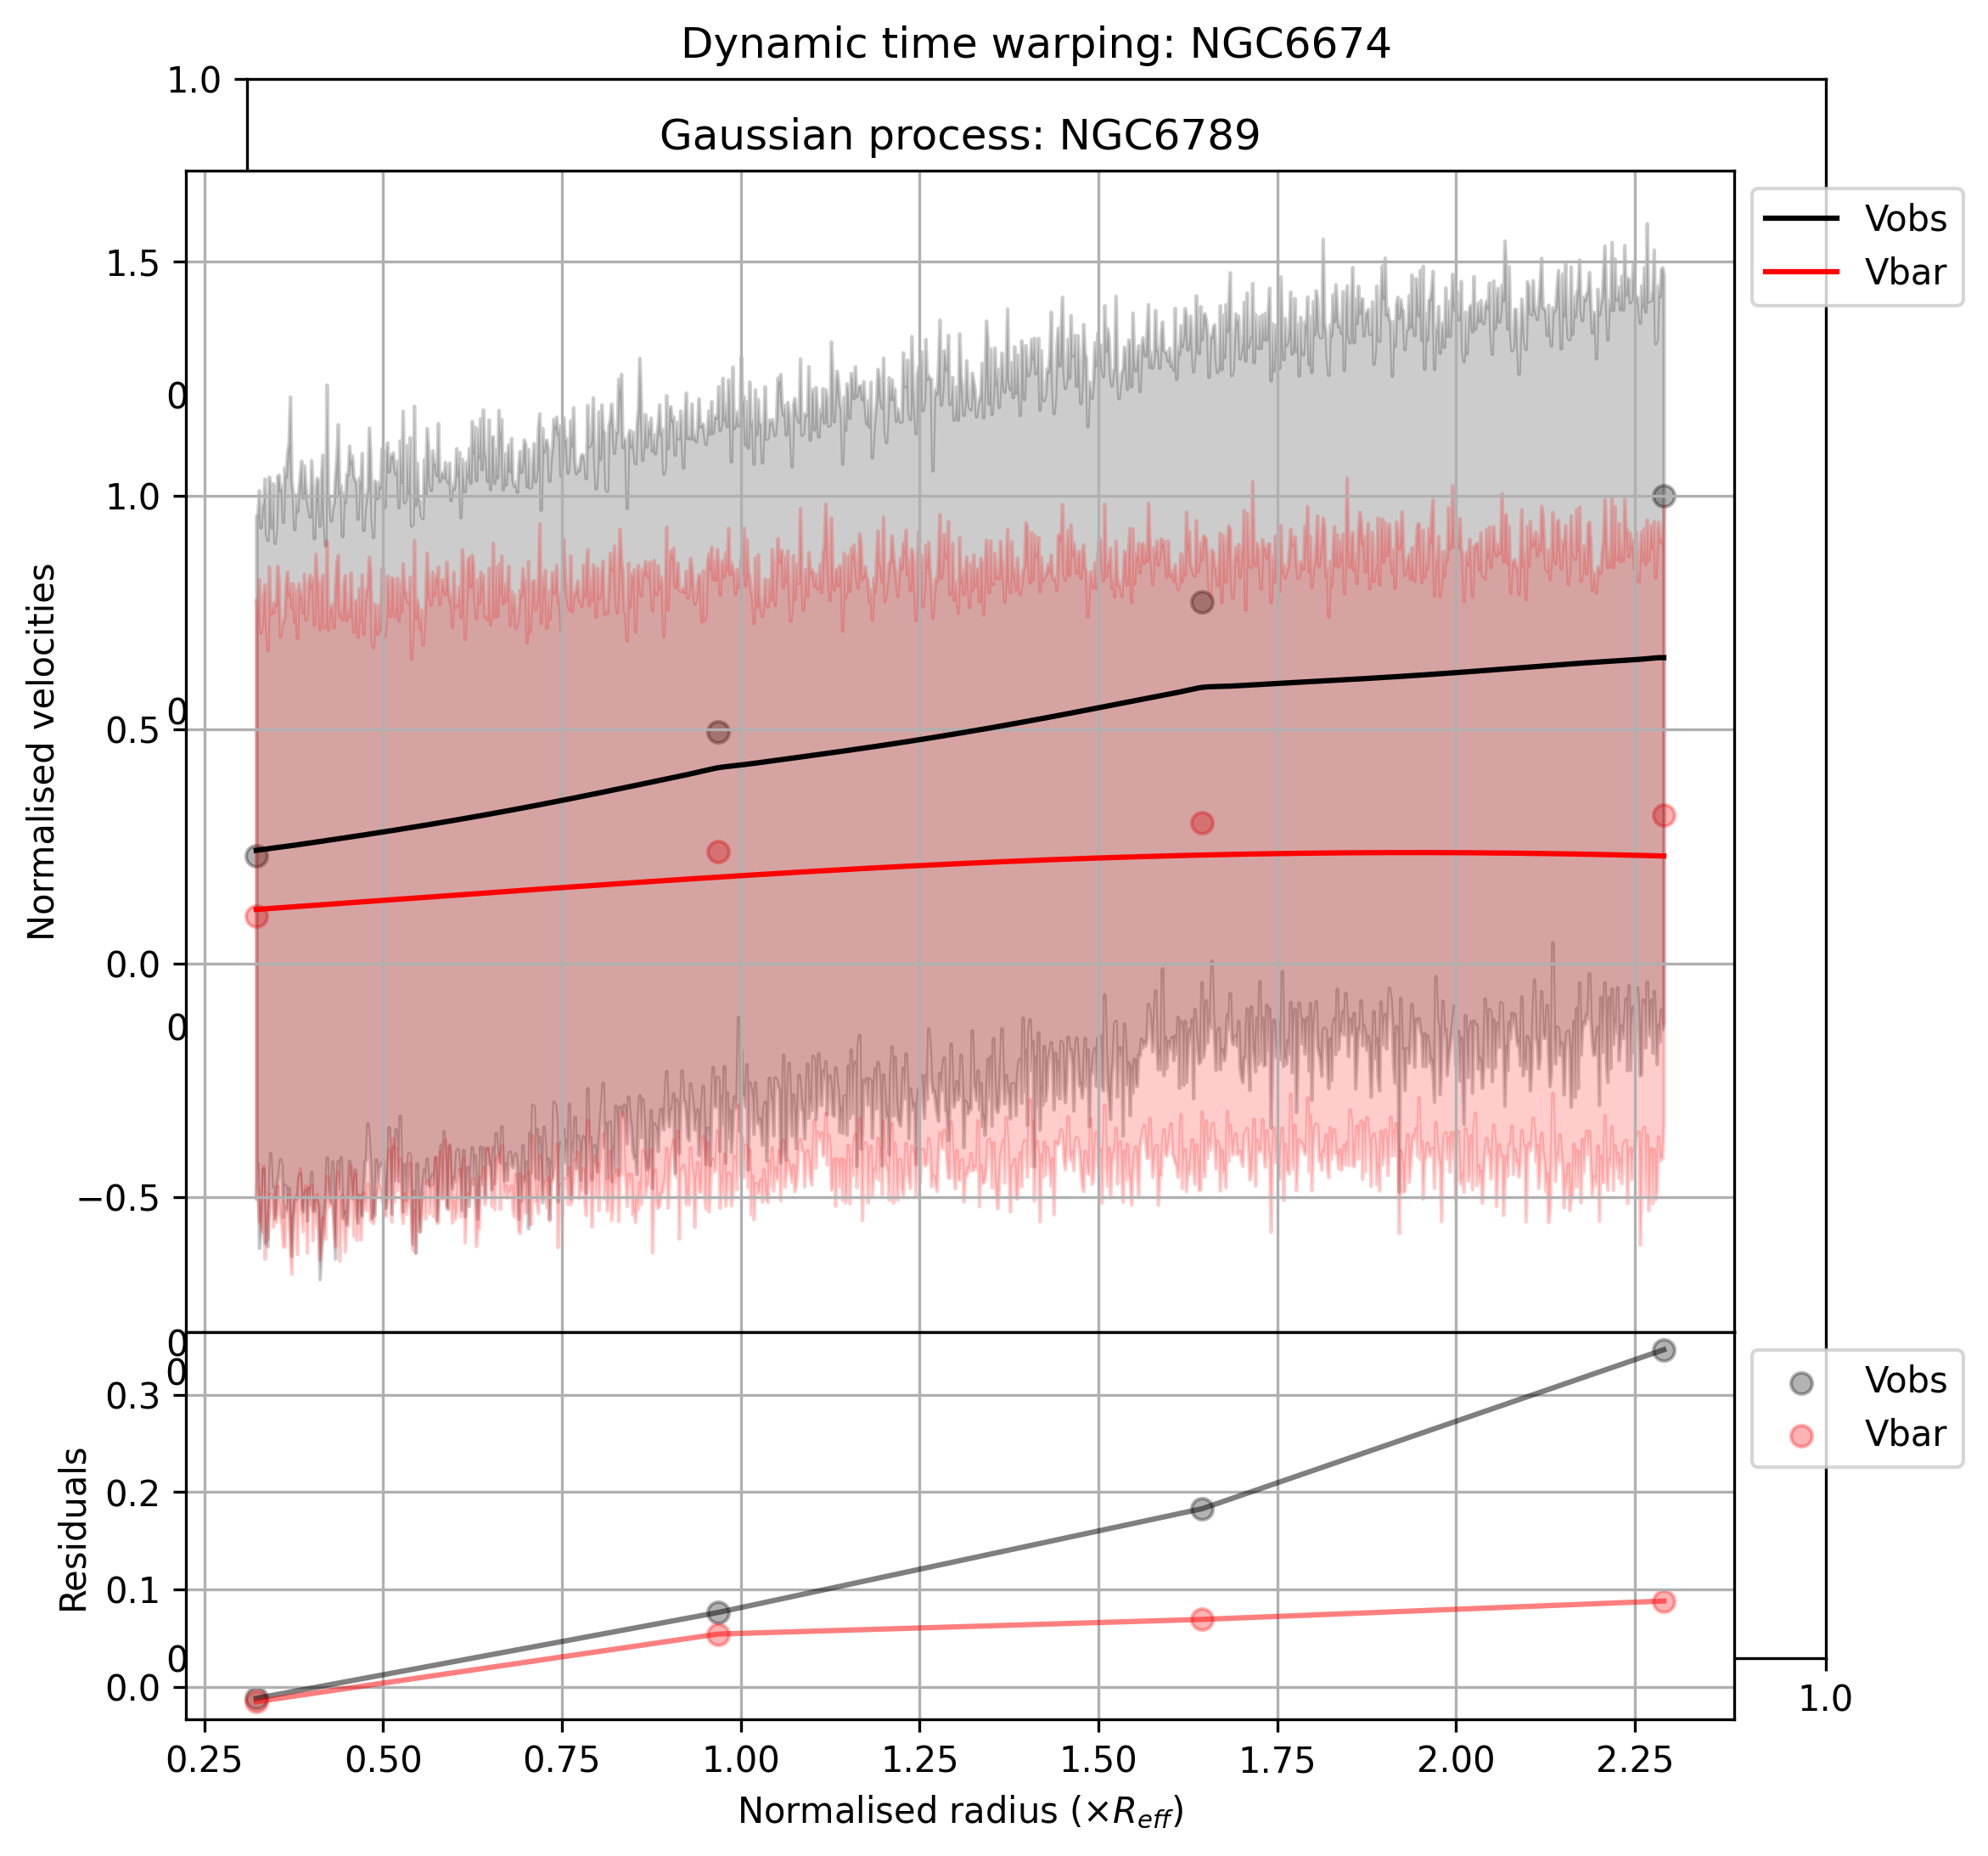 Dynamic time warping: NGC6674
1.0
Gaussian process: NGC6789
Vobs
Vbar
1.5
0
1.0
0
0.5
0.0
0
−0.5
Normalised velocities
0
0
Vobs
Vbar
0.3
0.2
0.1
0
0.0
Residuals
1.0
0.25 0.50 0.75 1.00 1.25 1.50 1.75 2.00 2.25
Normalised radius (×R_eff)